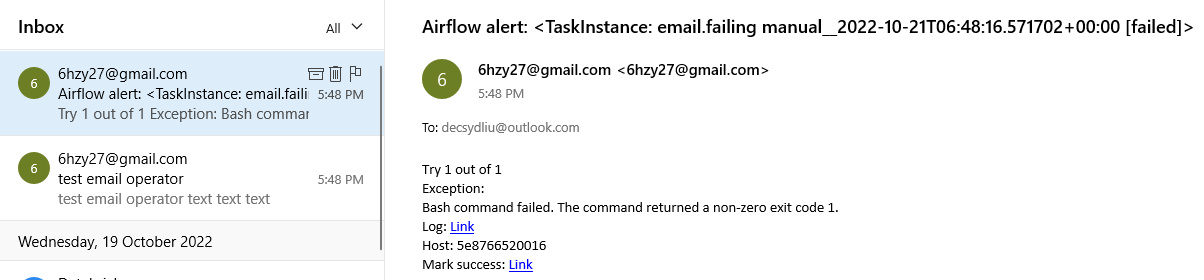 Inbox
All
6
6hzy27@gmail.com
Airflow alert: <TaskInstance: email.faili
5:48 PM
Try 1 out of 1 Exception: Bash commar
6
6hzy27@gmail.com
test email operator
5:48 PM
test email operator text text text
Wednesday, 19 October 2022
Airflow alert: <TaskInstance: email.failing manual__2022-10-21T06:48:16.571702+00:00 [failed]>
6
6hzy27@gmail.com <6hzy27@gmail.com>
5:48 PM
To: decsydliu@outlook.com
Try 1 out of 1
Exception:
Bash command failed. The command returned a non-zero exit code 1.
Log: Link
Host: 5e8766520016
Mark success: Link